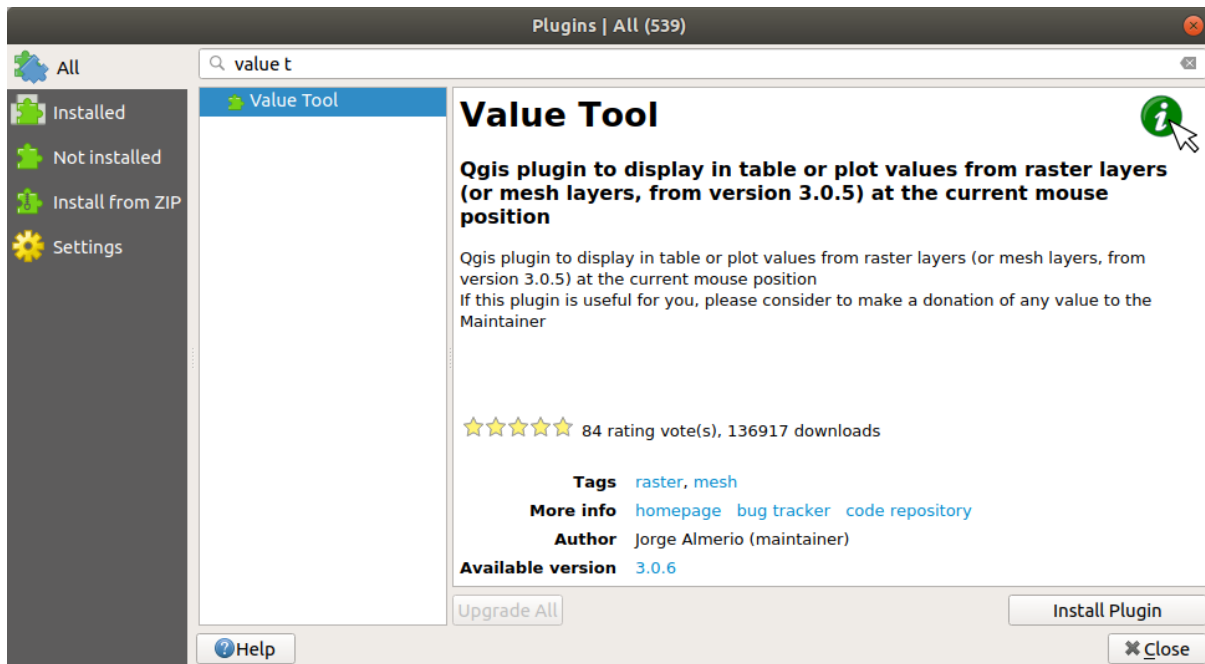 Plugins | All (539)
All
Installed
Not installed
Install from ZIP
Settings
value t
Value Tool
Value Tool
Qgis plugin to display in table or plot values from raster layers
(or mesh layers, from version 3.0.5) at the current mouse
position
Qgis plugin to display in table or plot values from raster layers (or mesh layers, from
version 3.0.5) at the current mouse position
If this plugin is useful for you, please consider to make a donation of any value to the
Maintainer
84 rating vote(s), 136917 downloads
Tags raster, mesh
More info homepage bug tracker code repository
Author Jorge Almerio (maintainer)
Available version 3.0.6
Upgrade All
Install Plugin
Help
Close